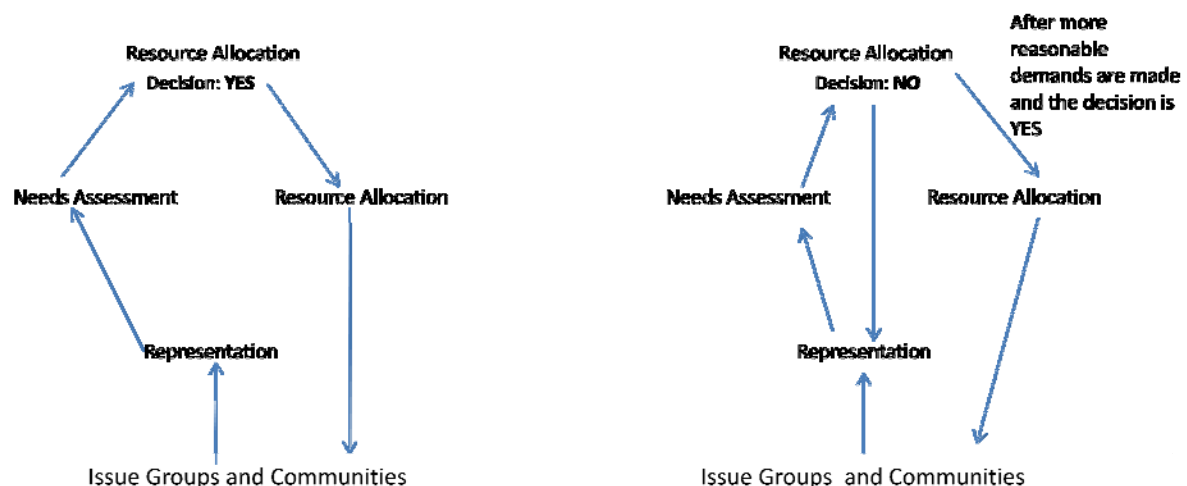 Resource Allocation
Decision: YES
Needs Assessment
Resource Allocation
Representation
Issue Groups and Communities
Resource Allocation
Decision: NO
After more
reasonable
demands are made
and the decision is
YES
Needs Assessment
Resource Allocation
Representation
Issue Groups  and Communities